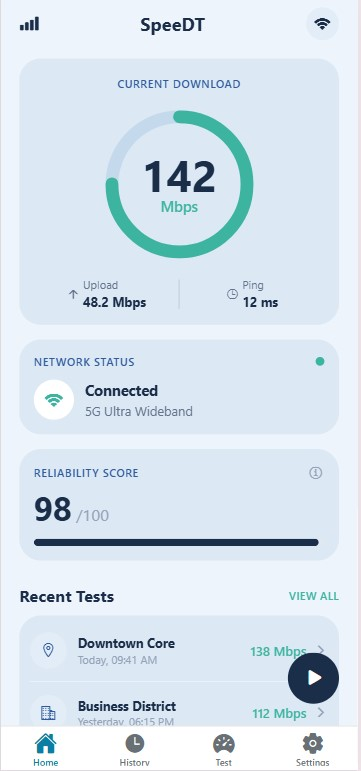 SpeeDT
CURRENT DOWNLOAD
142
Mbps
Upload
48.2 Mbps
Ping
12 ms
NETWORK STATUS
Connected
5G Ultra Wideband
RELIABILITY SCORE
98 /100
Recent Tests VIEW ALL
Downtown Core
Today, 09:41 AM
138 Mbps
Business District
Yesterday, 06:15 PM
112 Mbps
Home History Test Settings